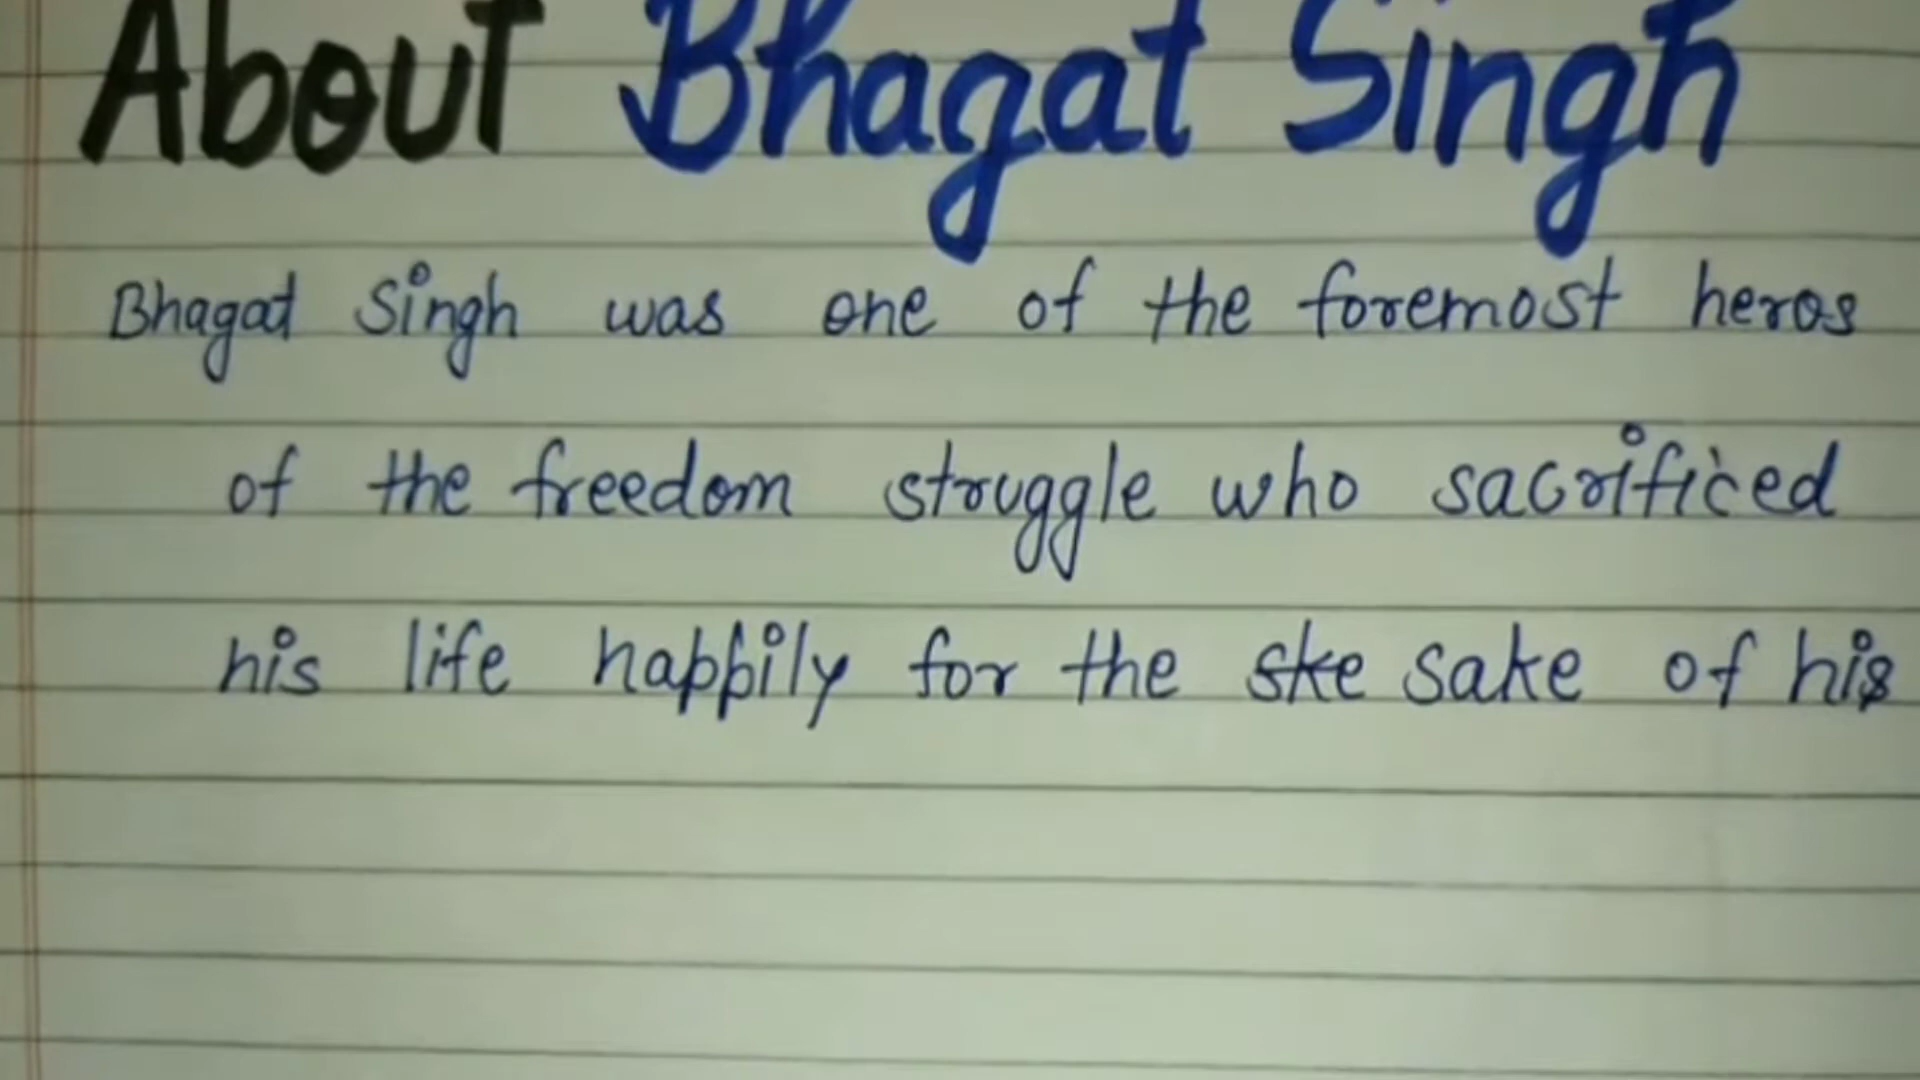 About Bhagat Singh
Bhagat Singh was one of the foremost heros
of the freedom struggle who sacrificed
his life happily for the ske sake of his